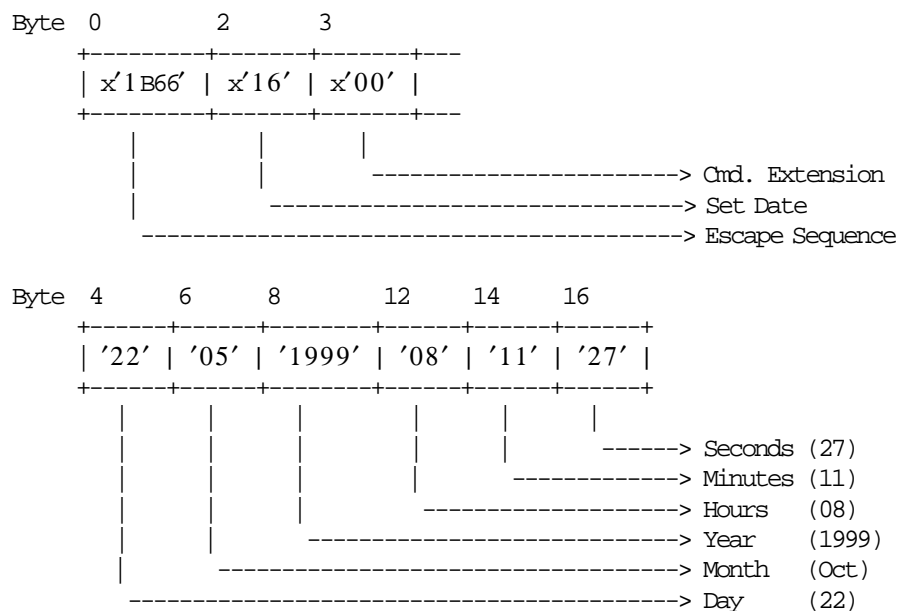 Byte 0 2 3
+---------+-------+-------+---
| x'1B66' | x'16' | x'00' |
+---------+-------+-------+---
| | |
| | ------------------------> Cmd. Extension
| --------------------------------> Set Date
------------------------------------------> Escape Sequence
Byte 4 6 8 12 14 16
+------+------+--------+------+------+------+
| '22' | '05' | '1999' | '08' | '11' | '27' |
+------+------+--------+------+------+------+
| | | | | |
| | | | | ------> Seconds (27)
| | | | -------------> Minutes (11)
| | | --------------------> Hours (08)
| | -----------------------------> Year (1999)
| ------------------------------------> Month (Oct)
-------------------------------------------> Day (22)